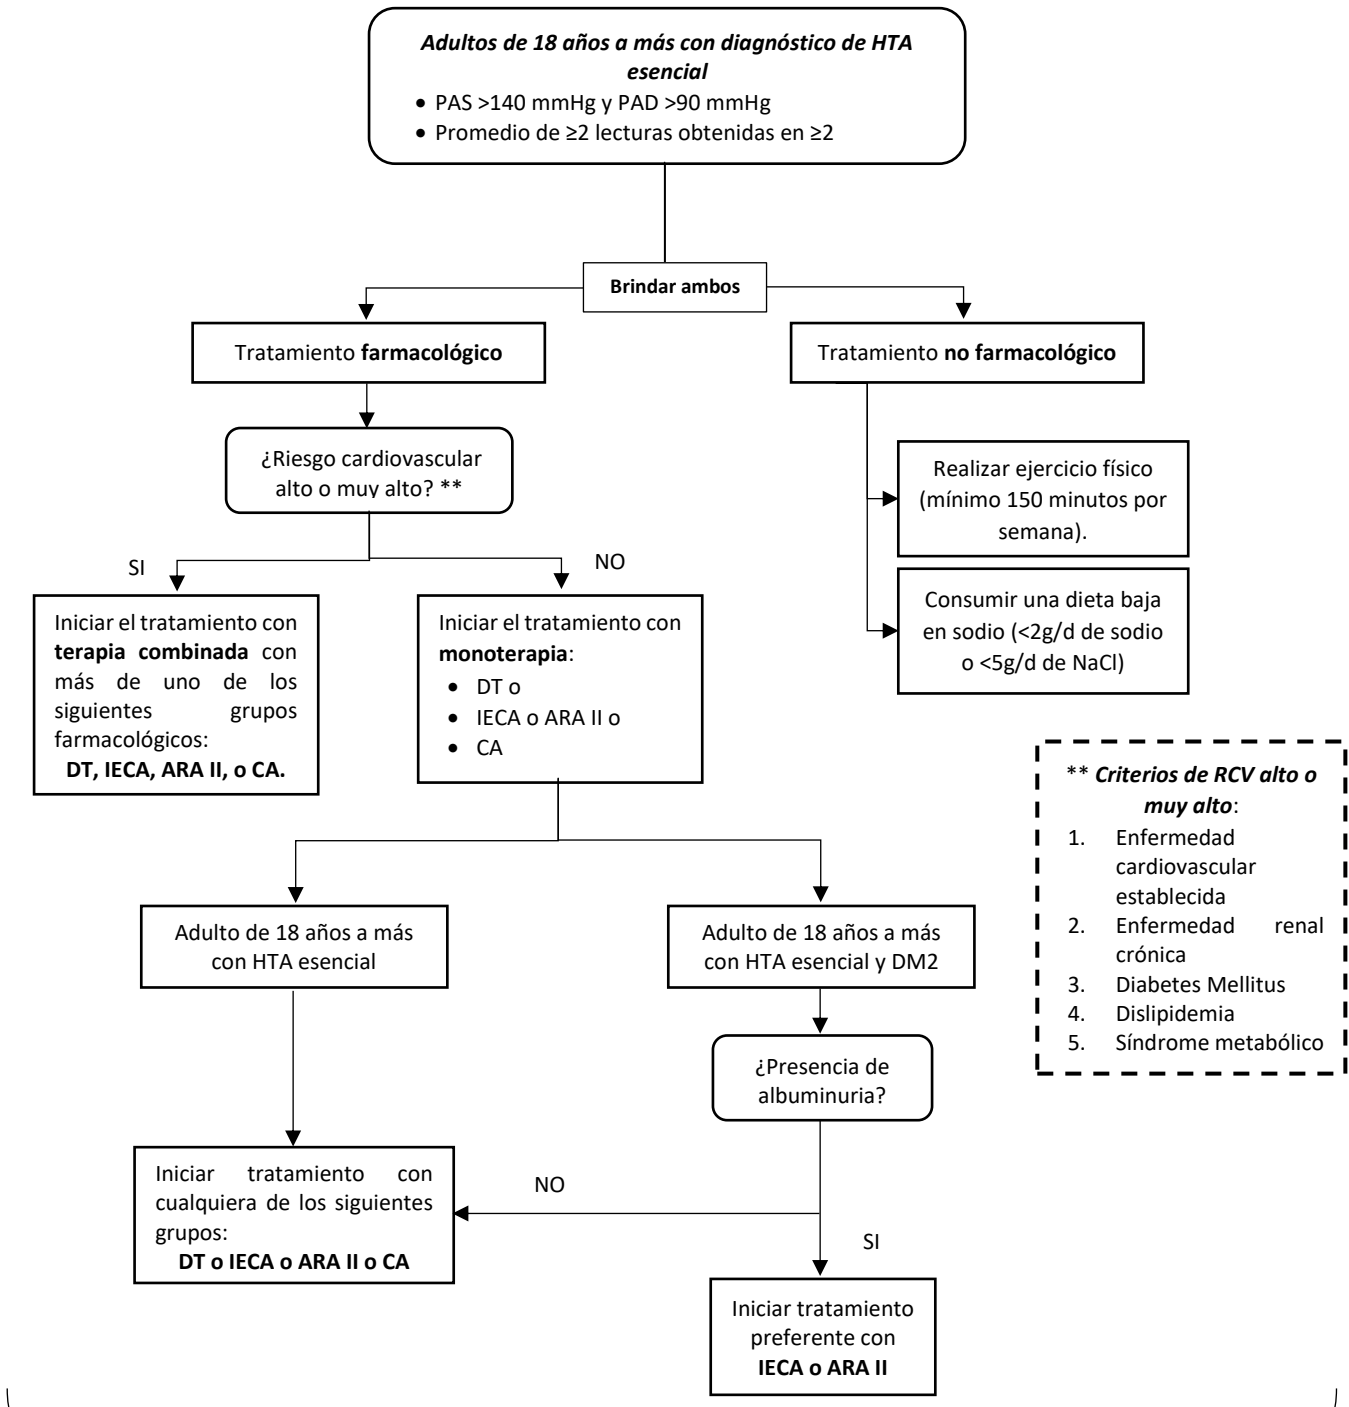 Adultos de 18 años a más con diagnóstico de HTA
esencial
• PAS >140 mmHg y PAD >90 mmHg
• Promedio de ≥2 lecturas obtenidas en ≥2
Brindar ambos
Tratamiento farmacológico
Tratamiento no farmacológico
¿Riesgo cardiovascular
alto o muy alto? **
Realizar ejercicio físico
(mínimo 150 minutos por
semana).
Consumir una dieta baja
en sodio (<2g/d de sodio
o <5g/d de NaCl)
SI
NO
Iniciar el tratamiento con
terapia combinada con
más de uno de los
siguientes grupos
farmacológicos:
DT, IECA, ARA II, o CA.
Iniciar el tratamiento con
monoterapia:
• DT o
• IECA o ARA II o
• CA
** Criterios de RCV alto o
muy alto:
1. Enfermedad
cardiovascular
establecida
2. Enfermedad renal
crónica
3. Diabetes Mellitus
4. Dislipidemia
5. Síndrome metabólico
Adulto de 18 años a más
con HTA esencial
Adulto de 18 años a más
con HTA esencial y DM2
¿Presencia de
albuminuria?
NO
SI
Iniciar tratamiento con
cualquiera de los siguientes
grupos:
DT o IECA o ARA II o CA
Iniciar tratamiento
preferente con
IECA o ARA II